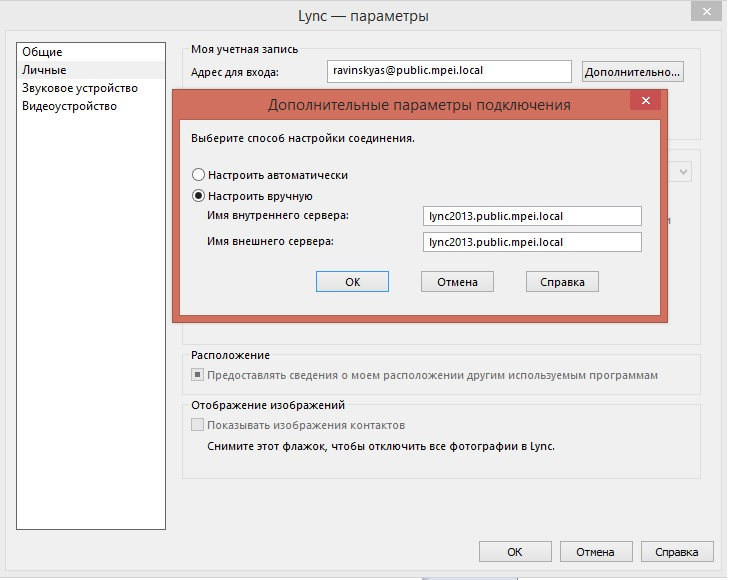 Lync — параметры
Общие
Личные
Звуковое устройство
Видеоустройство
Моя учетная запись
Адрес для входа:
ravinskyas@public.mpei.local
Дополнительно...
Дополнительные параметры подключения
Выберите способ настройки соединения.
Настроить автоматически
Настроить вручную
Имя внутреннего сервера:
lync2013.public.mpei.local
Имя внешнего сервера:
lync2013.public.mpei.local
ОК
Отмена
Справка
Расположение
Предоставлять сведения о моем расположении другим используемым программам
Отображение изображений
Показывать изображения контактов
Снимите этот флажок, чтобы отключить все фотографии в Lync.
ОК
Отмена
Справка